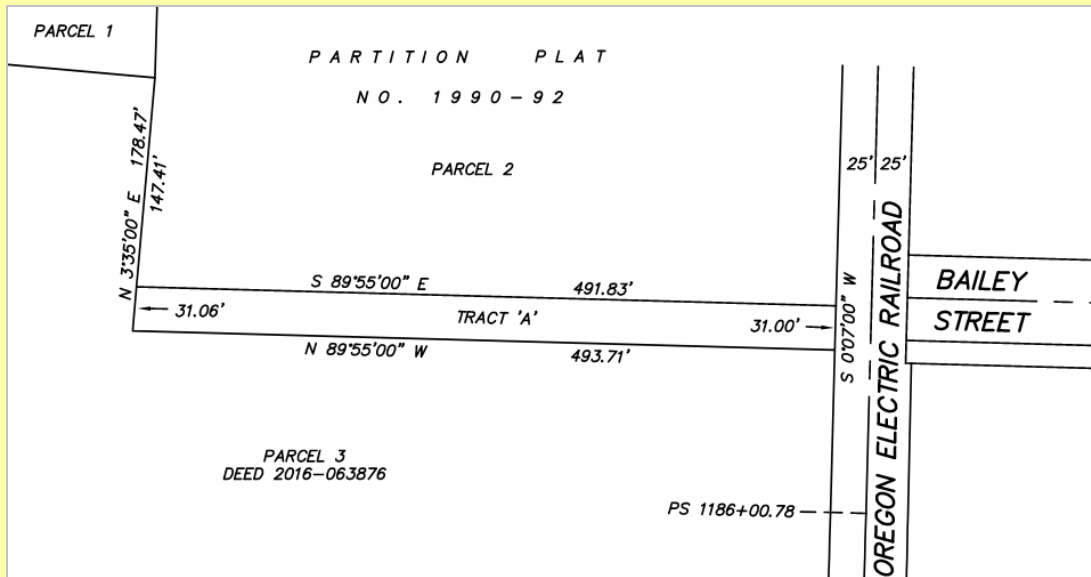 PARCEL 1
PARTITION PLAT
NO. 1990-92
PARCEL 2
N 3°35'00" E 178.47'
147.41'
25' 25'
S 89°55'00" E 491.83'
31.06'
TRACT 'A'
31.00'
N 89°55'00" W 493.71'
S 0°07'00" W
OREGON ELECTRIC RAILROAD
BAILEY
STREET
PARCEL 3
DEED 2016-063876
PS 1186+00.78